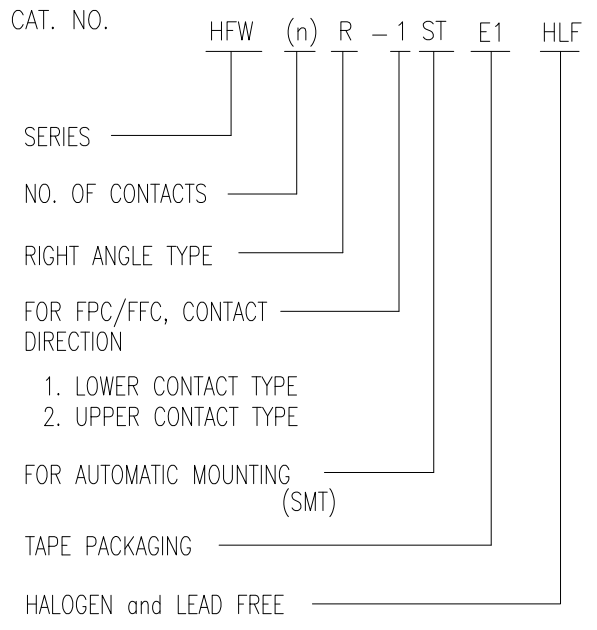 CAT. NO. HFW (n) R - 1 ST E1 HLF
SERIES
NO. OF CONTACTS
RIGHT ANGLE TYPE
FOR FPC/FFC, CONTACT
DIRECTION
1. LOWER CONTACT TYPE
2. UPPER CONTACT TYPE
FOR AUTOMATIC MOUNTING
(SMT)
TAPE PACKAGING
HALOGEN and LEAD FREE